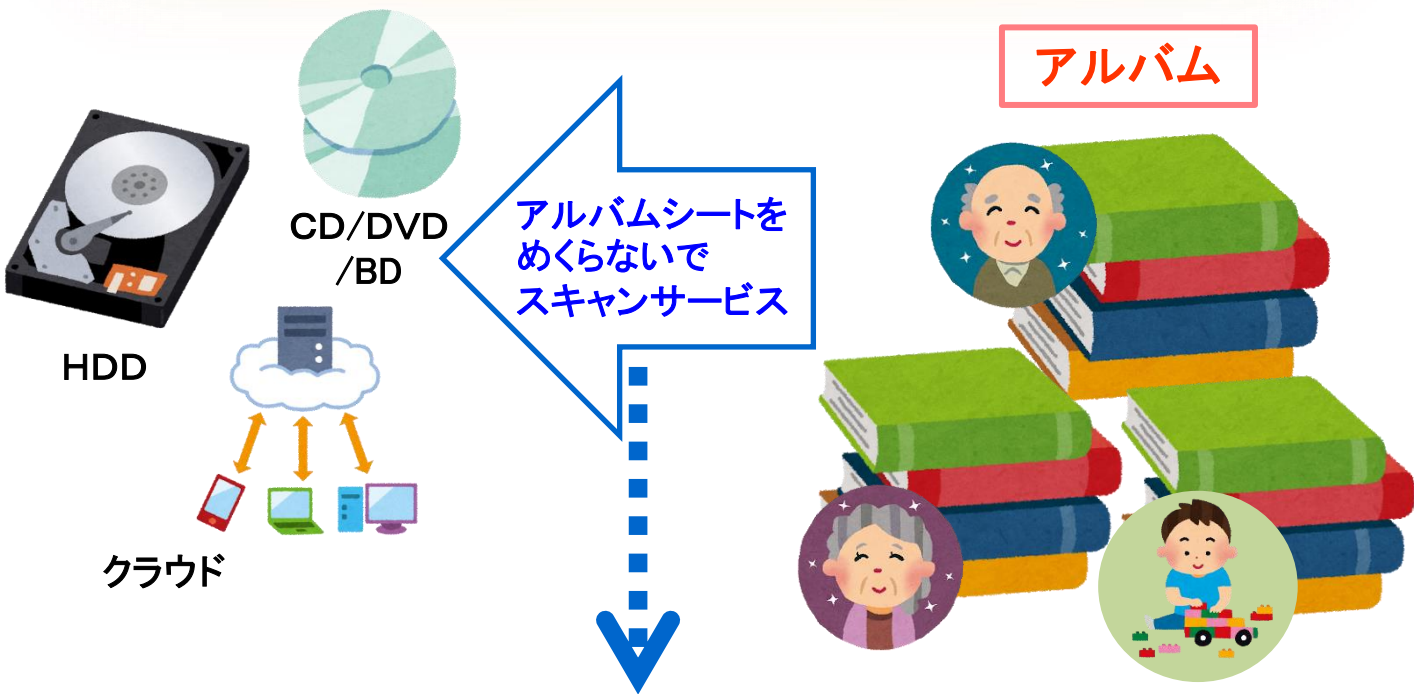 アルバム
CD/DVD
/BD
アルバムシートを
めくらないで
スキャンサービス
HDD
クラウド